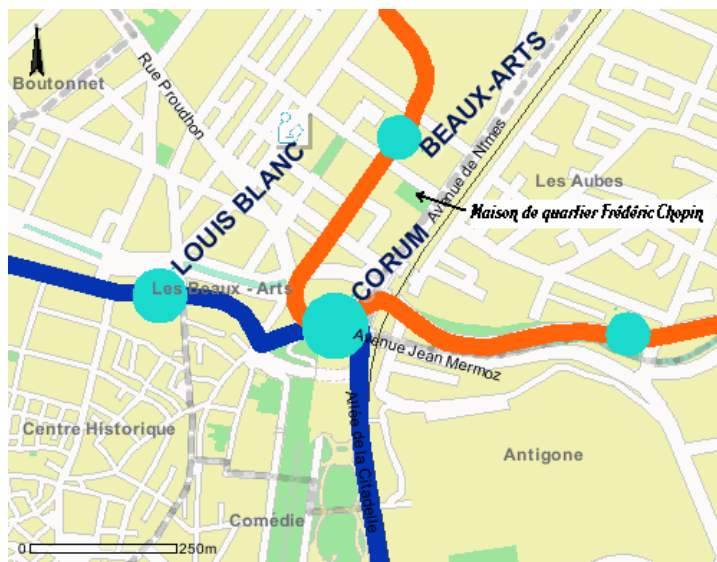 Boutonnet
Rue Proudhon
BEAUX-ARTS
LOUIS BLANC
Avenue de Nîmes
Les Aubes
Maison de quartier Frédéric Chopin
CORUM
Les Beaux - Arts
Avenue Jean Mermoz
Allée de la Citadelle
Centre Historique
Antigone
Comédie
0 250m